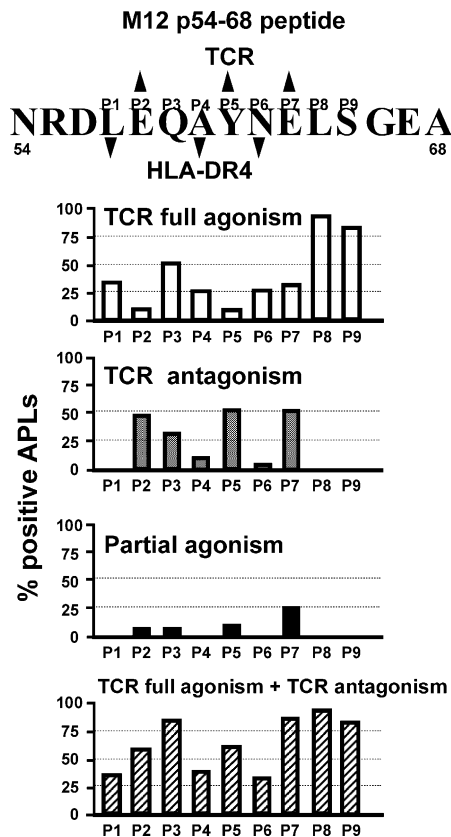 M12 p54-68 peptide
TCR
P1 P2 P3 P4 P5 P6 P7 P8 P9
NRDLEQAYNELSGEA
54 68
HLA-DR4
% positive APLs
TCR full agonism
100
75
50
25
0
P1 P2 P3 P4 P5 P6 P7 P8 P9
TCR antagonism
100
75
50
25
0
P1 P2 P3 P4 P5 P6 P7 P8 P9
Partial agonism
100
75
50
25
0
P1 P2 P3 P4 P5 P6 P7 P8 P9
TCR full agonism + TCR antagonism
100
75
50
25
0
P1 P2 P3 P4 P5 P6 P7 P8 P9